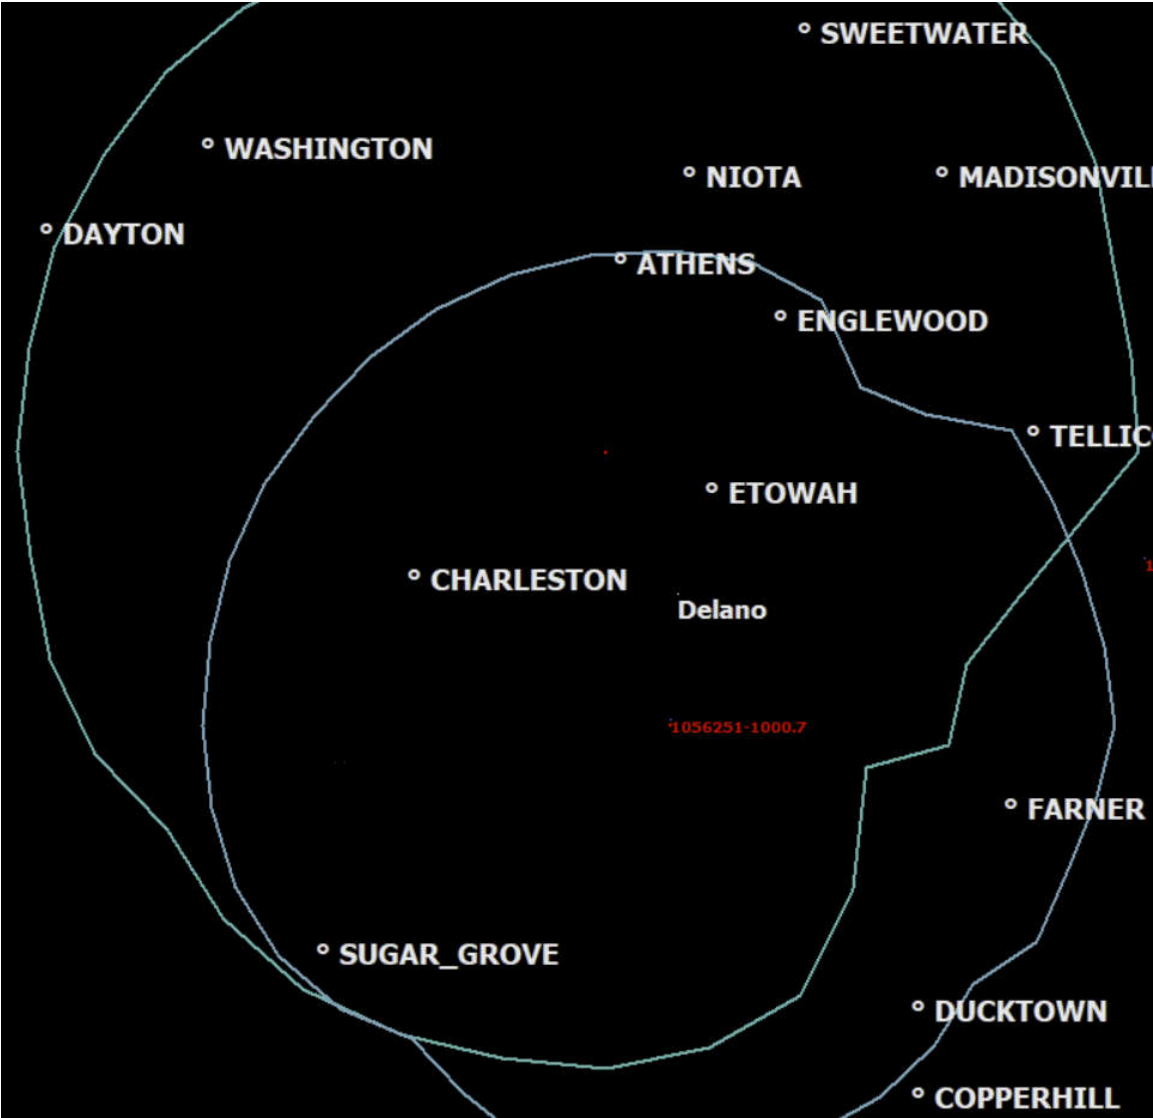 ° SWEETWATER
° WASHINGTON
° NIOTA
° MADISONVIL
° DAYTON
° ATHENS
° ENGLEWOOD
° TELLIC
° ETOWAH
° CHARLESTON
Delano
1056251-1000.7
° FARNER
° SUGAR_GROVE
° DUCKTOWN
° COPPERHILL